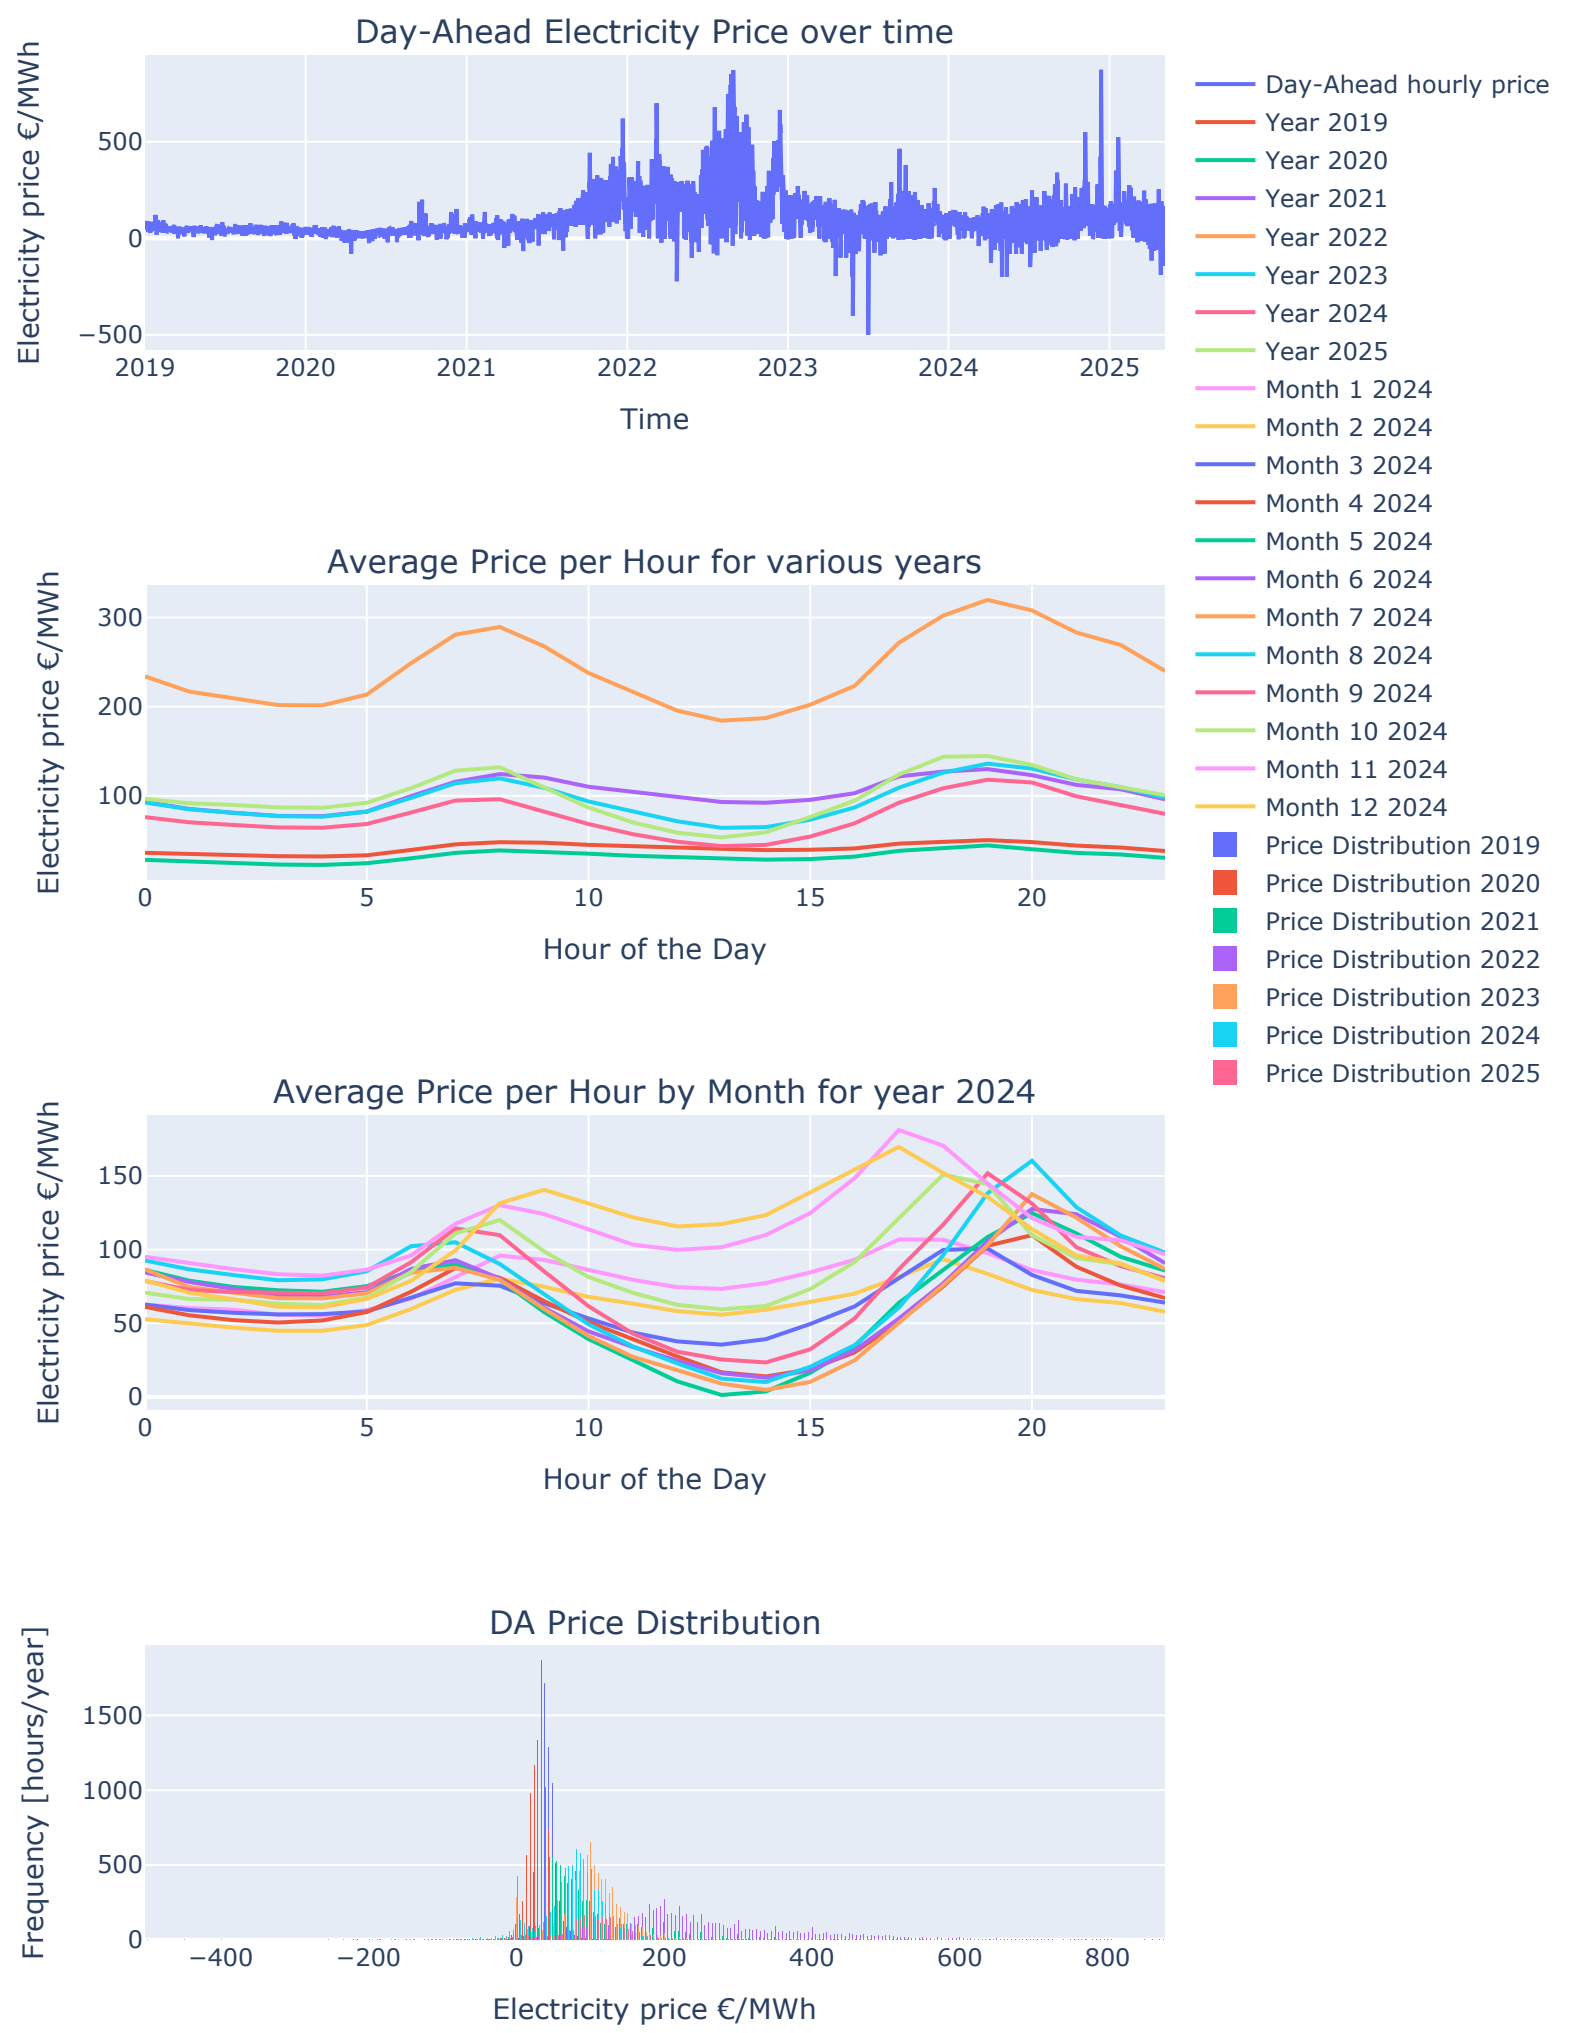 Day-Ahead Electricity Price over time
Electricity price €/MWh
500
0
−500
2019 2020 2021 2022 2023 2024 2025
Time
Day-Ahead hourly price
Year 2019
Year 2020
Year 2021
Year 2022
Year 2023
Year 2024
Year 2025
Month 1 2024
Month 2 2024
Month 3 2024
Month 4 2024
Month 5 2024
Month 6 2024
Month 7 2024
Month 8 2024
Month 9 2024
Month 10 2024
Month 11 2024
Month 12 2024
Price Distribution 2019
Price Distribution 2020
Price Distribution 2021
Price Distribution 2022
Price Distribution 2023
Price Distribution 2024
Price Distribution 2025
Average Price per Hour for various years
Electricity price €/MWh
300
200
100
0 5 10 15 20
Hour of the Day
Average Price per Hour by Month for year 2024
Electricity price €/MWh
150
100
50
0
0 5 10 15 20
Hour of the Day
DA Price Distribution
Frequency [hours/year]
1500
1000
500
0
−400 −200 0 200 400 600 800
Electricity price €/MWh